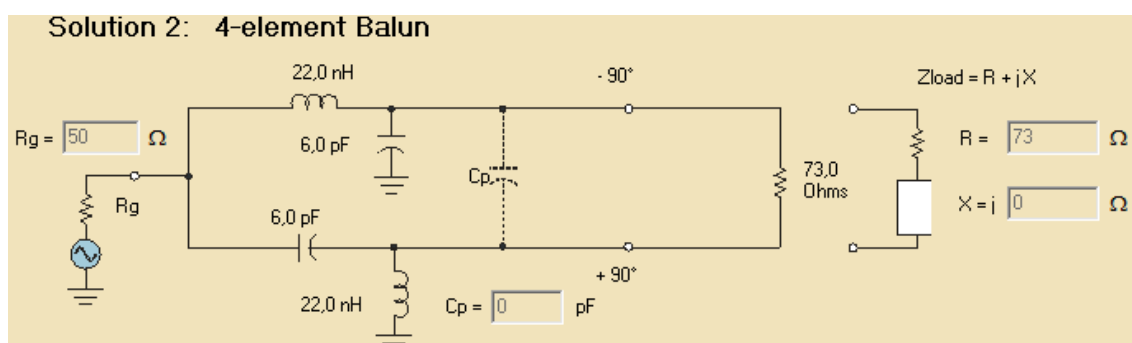 Solution 2: 4-element Balun
22,0 nH
- 90°
Zload = R + jX
Rg = 50 Ω
6,0 pF
R = 73 Ω
Cp
73,0
Ohms
Rg
X = j 0 Ω
6,0 pF
+ 90°
22,0 nH
Cp = 0 pF